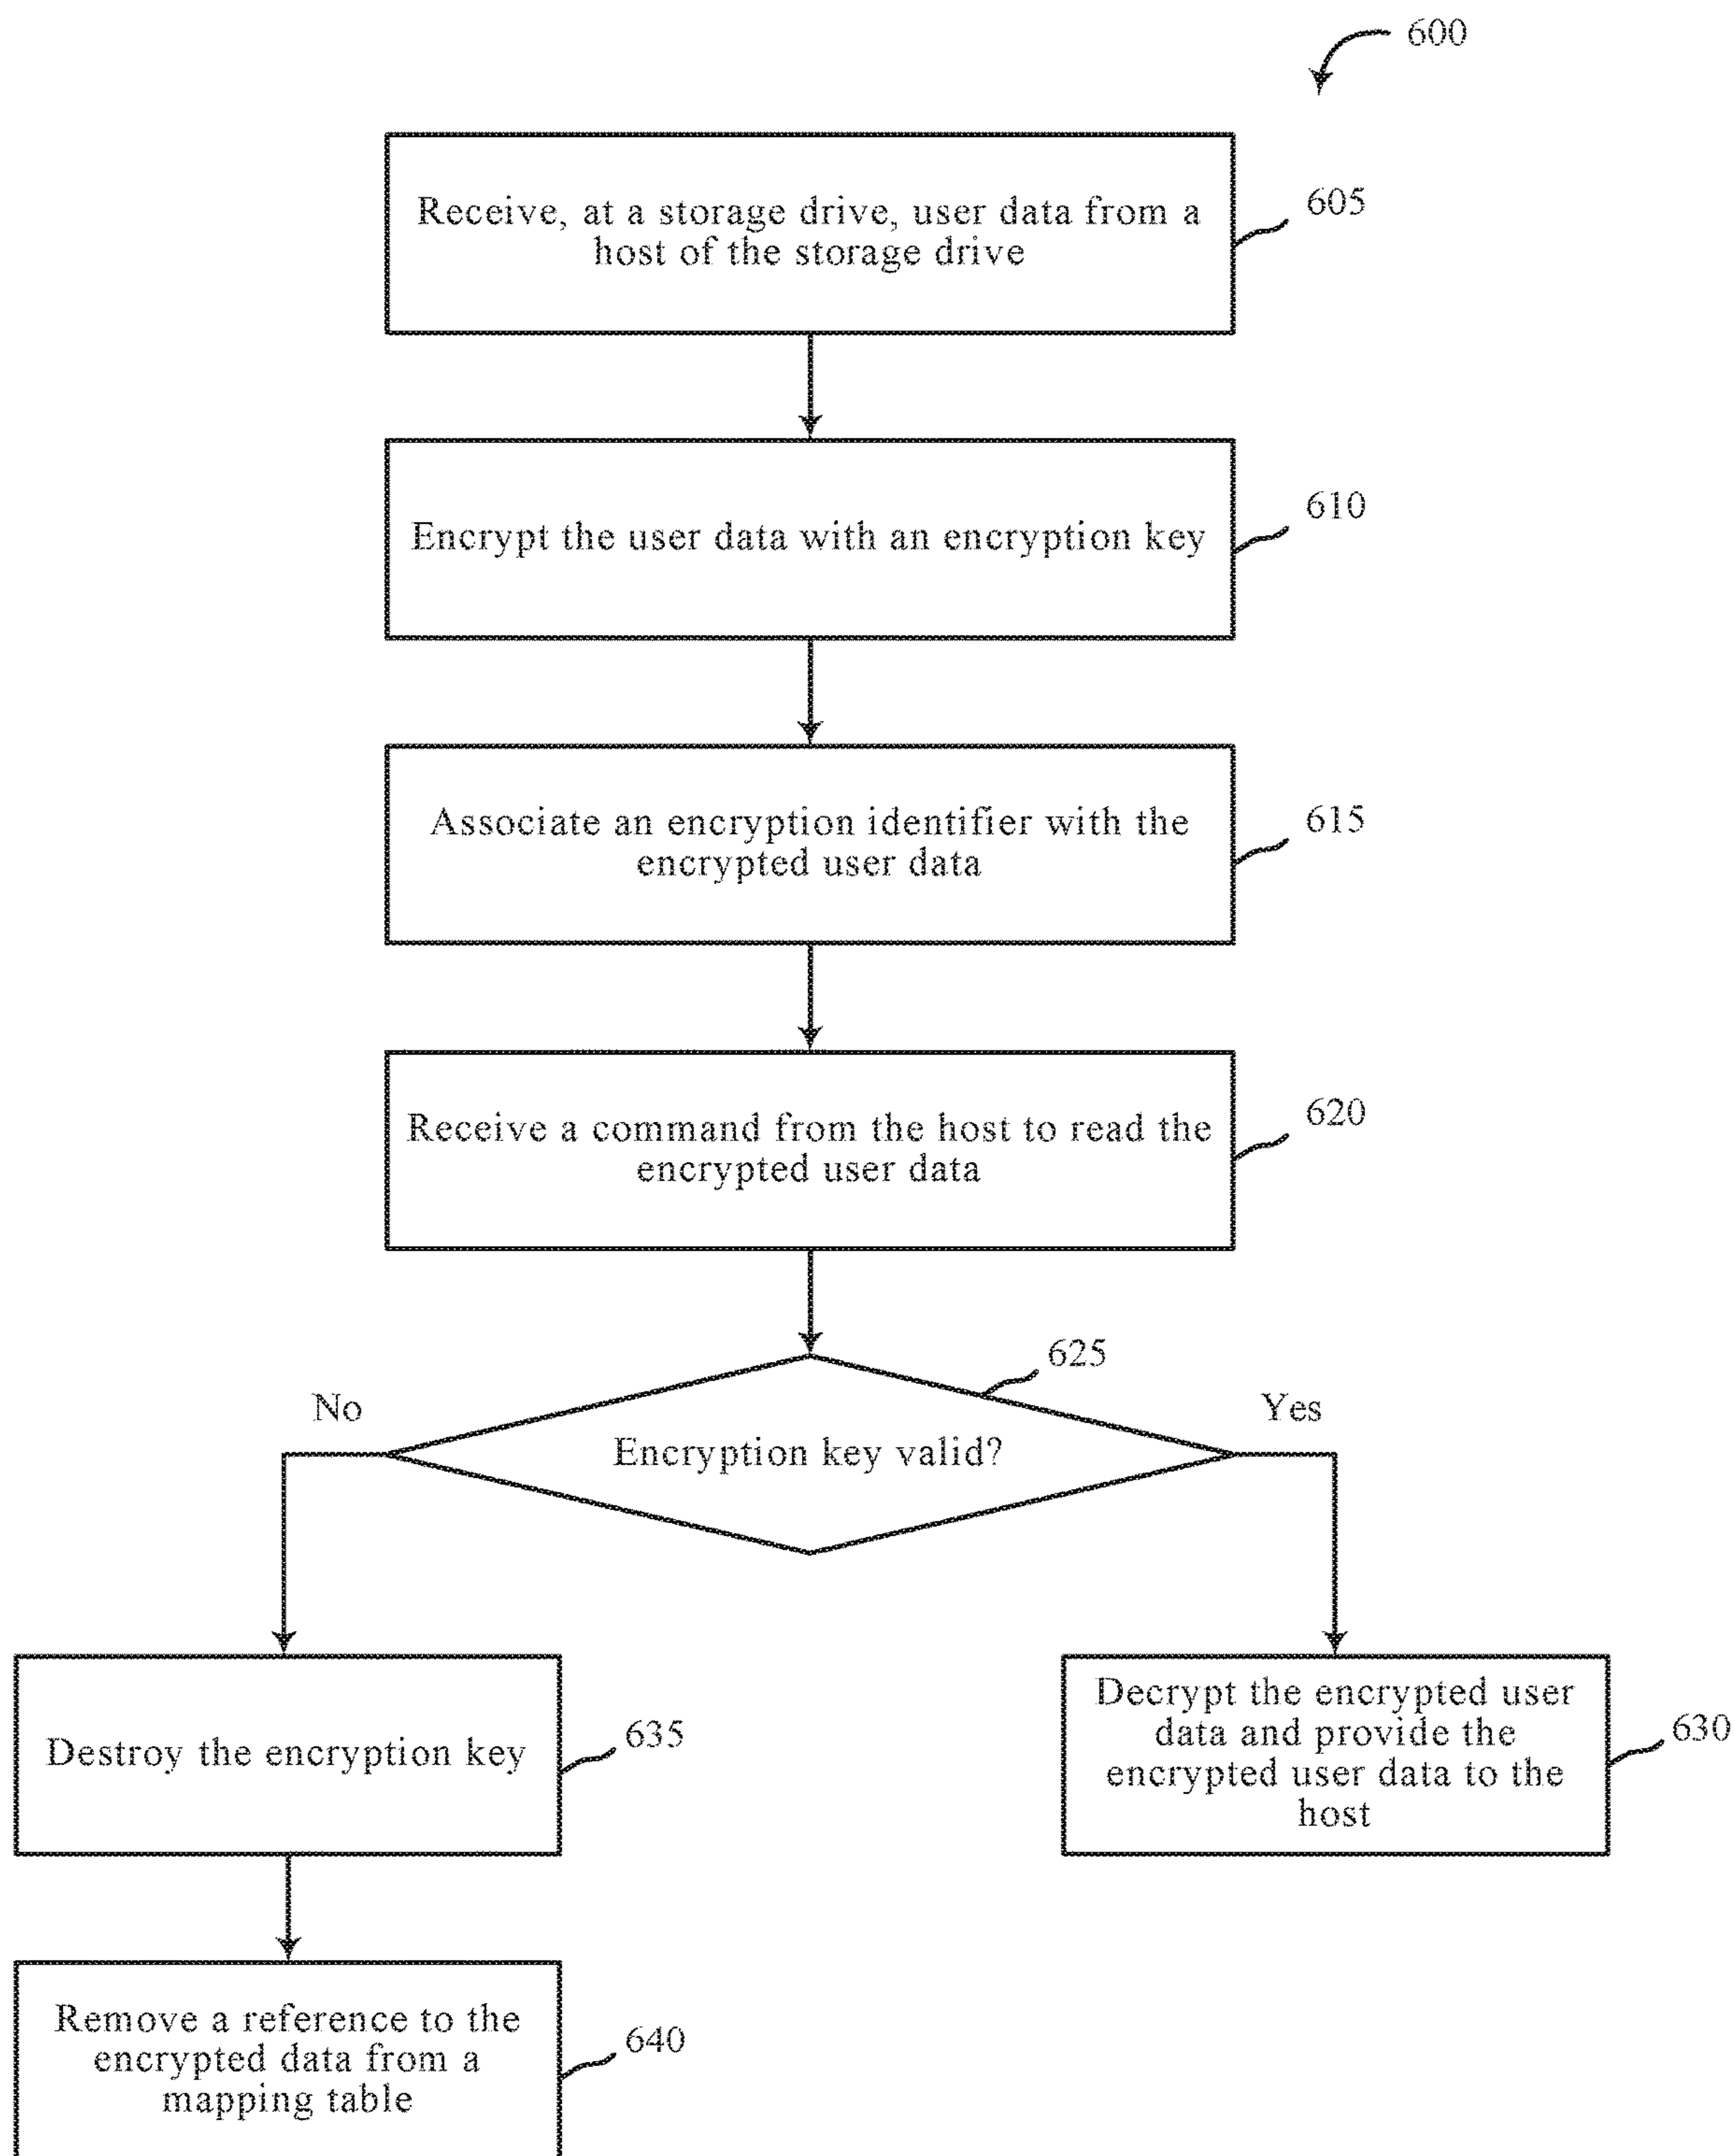 600
Receive, at a storage drive, user data from a
host of the storage drive
605
Encrypt the user data with an encryption key
610
Associate an encryption identifier with the
encrypted user data
615
Receive a command from the host to read the
encrypted user data
620
625
No
Yes
Encryption key valid?
Destroy the encryption key
635
Decrypt the encrypted user
data and provide the
encrypted user data to the
host
630
Remove a reference to the
encrypted data from a
mapping table
640